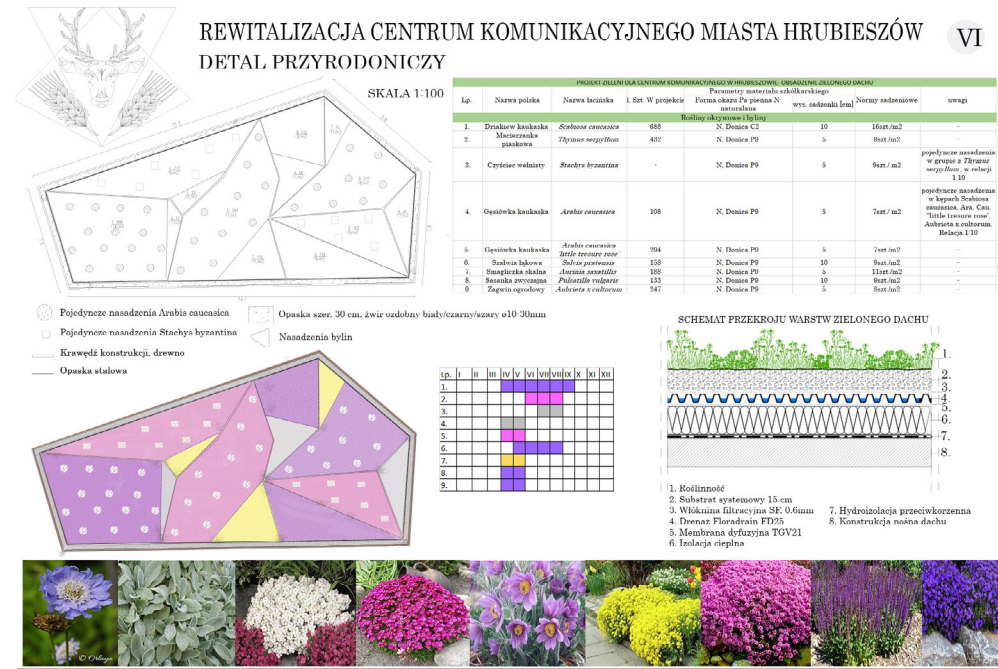 REWITALIZACJA CENTRUM KOMUNIKACYJNEGO MIASTA HRUBIESZÓW
VI
DETAL PRZYRODNICZY
SKALA 1:100
PROJEKT ZIELENI DLA CENTRUM KOMUNIKACYJNEGO W HRUBIESZOWIE- OBSADZENIE ZIELONEGO DACHU
Parametry materiału szkółkarskiego
Lp. Nazwa polska Nazwa łacińska l. Szt. W projekcie Forma okazu Pa-pienna N-naturalana wys. sadzonki [cm] Normy sadzeniowe uwagi
Rośliny okrywowe i byliny
1. Driakiew kaukaska Scabiosa caucasica 688 N, Donica C2 10 16szt./m2 -
2. Macierzanka piaskowa Thymus serpyllum 432 N, Donica P9 5 9szt./m2 -
3. Czyściec wełnisty Stachys byzantina - N, Donica P9 9szt./ m2 pojedyncze nasadzenia w grupie z Thymus serpyllum, w relacji 1:10
4. Gęsiówka kaukaska Arabis caucasica 108 N, Donica P9 5 7szt./ m2 pojedyncze nasadzenia w kępach Scabiosa caucasica, Ara. Cau. "little tresure rose', Aubrieta x cultorum. Relacja 1:10
5. Gęsiówka kaukaska Arabis caucasica 'little tresure rose' 294 N, Donica P9 5 7szt./m2 -
6. Szałwia łąkowa Salvia pratensis 158 N, Donica P9 10 9szt./m2 -
7. Smagliczka skalna Aurinia saxatilis 188 N, Donica P9 5 11szt./m2 -
8. Sasanka zwyczajna Pulsatilla vulgaris 135 N, Donica P9 10 9szt./m2 -
9. Żagwin ogrodowy Aubrieta x cultorum 247 N, Donica P9 5 8szt./m2 -
Pojedyncze nasadzenia Arabis caucasica
Pojedyncze nasadzenia Stachys byzantina
Krawędź konstrukcji, drewno
Opaska stalowa
Opaska szer. 30 cm, żwir ozdobny biały/czarny/szary ø10-30mm
Nasadzenia bylin
Lp. I II III IV V VI VII VII IX X XI XII
1.
2.
3.
4.
5.
6.
7.
8.
9.
SCHEMAT PRZEKROJU WARSTW ZIELONEGO DACHU
1.
2.
3.
4.
5.
6.
7.
8.
1. Roślinność
2. Substrat systemowy 15 cm
3. Włóknina filtracyjna SF, 0.6mm
4. Drenaż Floradrain FD25
5. Membrana dyfuzyjna TGV21
6. Izolacja cieplna
7. Hydroizolacja przeciwkorzenna
8. Konstrukcja nośna dachu